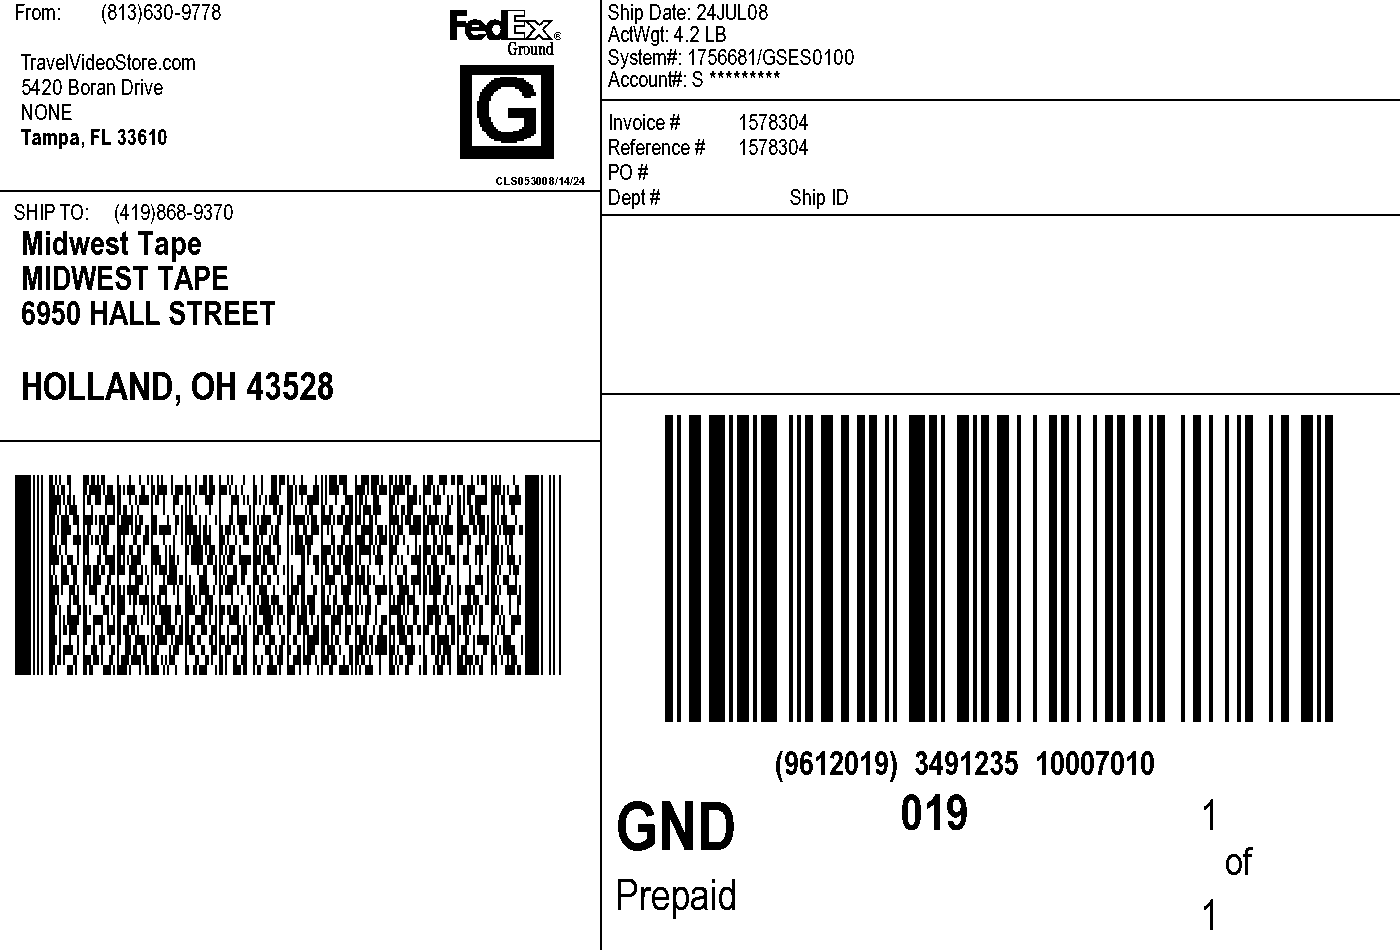 From: (813)630-9778
TravelVideoStore.com
5420 Boran Drive
NONE
Tampa, FL 33610
FedEx®
Ground
G
CLS053008/14/24
Ship Date: 24JUL08
ActWgt: 4.2 LB
System#: 1756681/GSES0100
Account#: S *********
Invoice # 1578304
Reference # 1578304
PO #
Dept # Ship ID
SHIP TO: (419)868-9370
Midwest Tape
MIDWEST TAPE
6950 HALL STREET
HOLLAND, OH 43528
(9612019) 3491235 10007010
GND 019 1
of
Prepaid 1